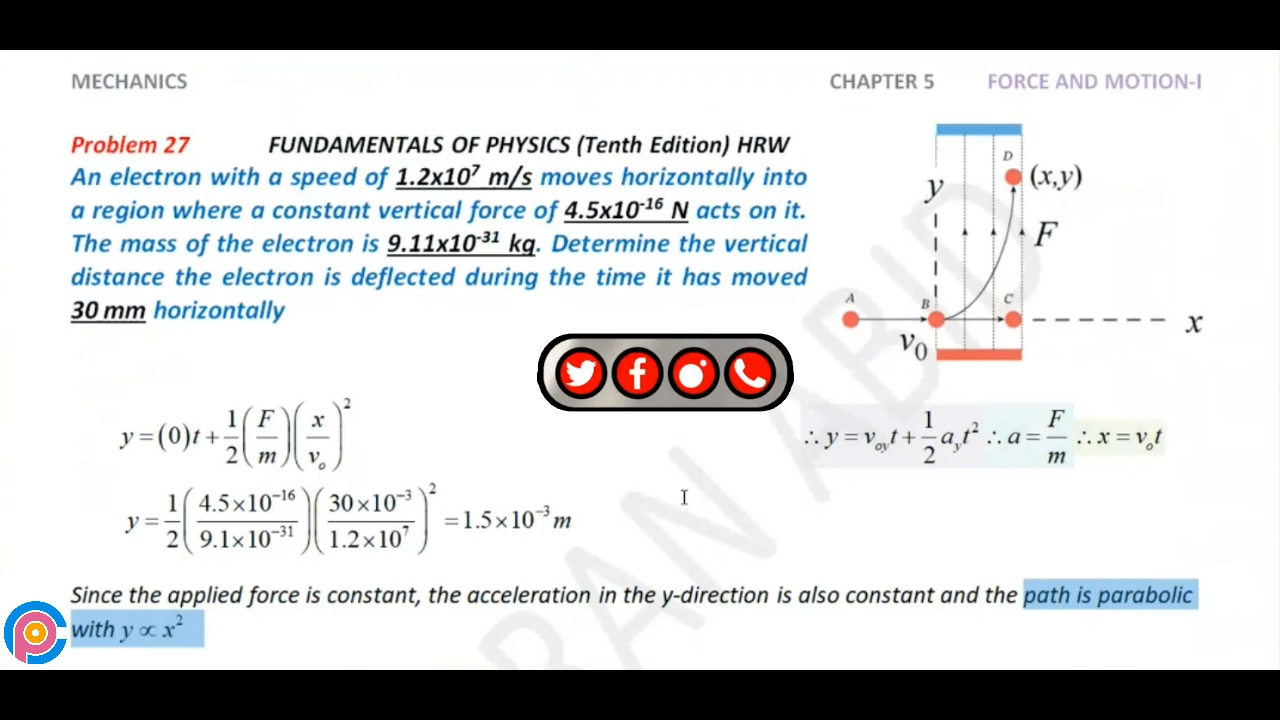 MECHANICS CHAPTER 5 FORCE AND MOTION-I
Problem 27 FUNDAMENTALS OF PHYSICS (Tenth Edition) HRW
An electron with a speed of 1.2x10⁷ m/s moves horizontally into
a region where a constant vertical force of 4.5x10⁻¹⁶ N acts on it.
The mass of the electron is 9.11x10⁻³¹ kg. Determine the vertical
distance the electron is deflected during the time it has moved
30 mm horizontally
D
(x,y)
y
F
A B C
x
v₀
y = (0)t + 1/2 (F/m) (x/v₀)²
∴ y = v₀y t + 1/2 a_y t² ∴ a = F/m ∴ x = v₀t
y = 1/2 (4.5×10⁻¹⁶ / 9.1×10⁻³¹) (30×10⁻³ / 1.2×10⁷)² = 1.5×10⁻³ m
Since the applied force is constant, the acceleration in the y-direction is also constant and the path is parabolic
with y ∝ x²